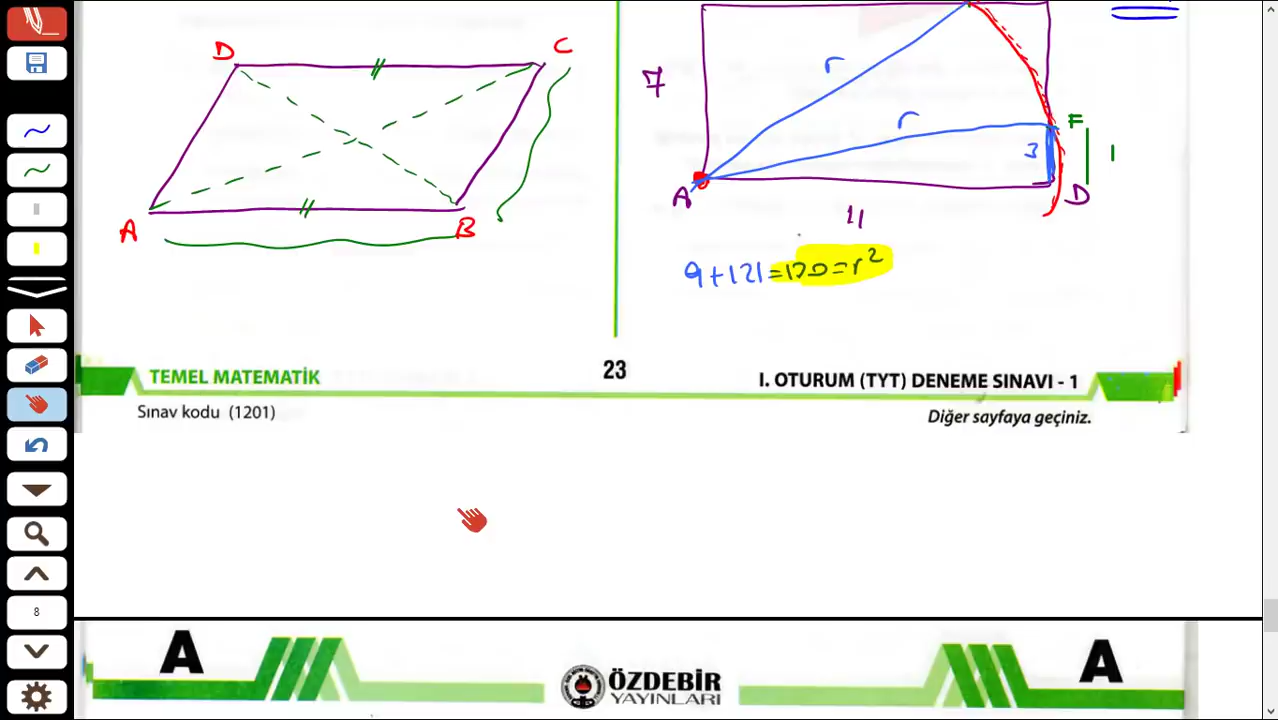 D
C
A
B
7
r
r
F
3
1
A
D
11
9+121=130=r²
TEMEL MATEMATİK
23
I. OTURUM (TYT) DENEME SINAVI - 1
Sınav kodu (1201)
Diğer sayfaya geçiniz.
8
A
ÖZDEBİR
YAYINLARI
A